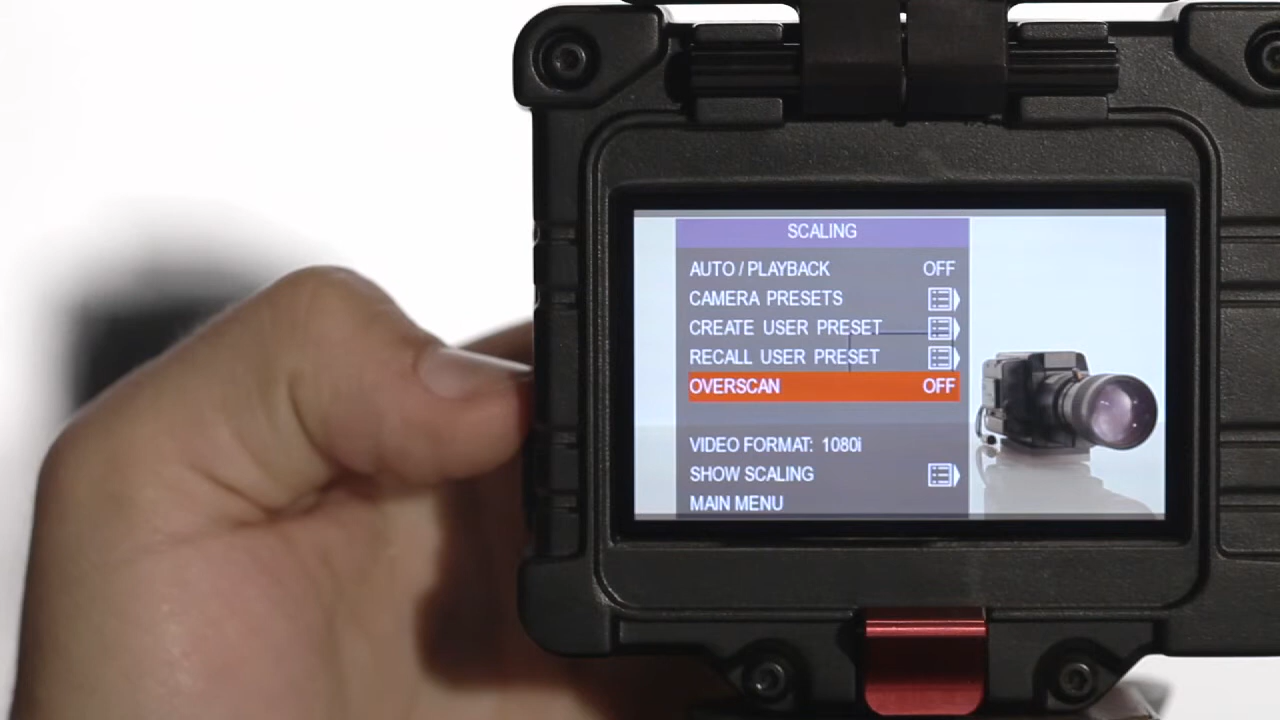 SCALING
AUTO / PLAYBACK OFF
CAMERA PRESETS
CREATE USER PRESET
RECALL USER PRESET
OVERSCAN OFF
VIDEO FORMAT: 1080i
SHOW SCALING
MAIN MENU